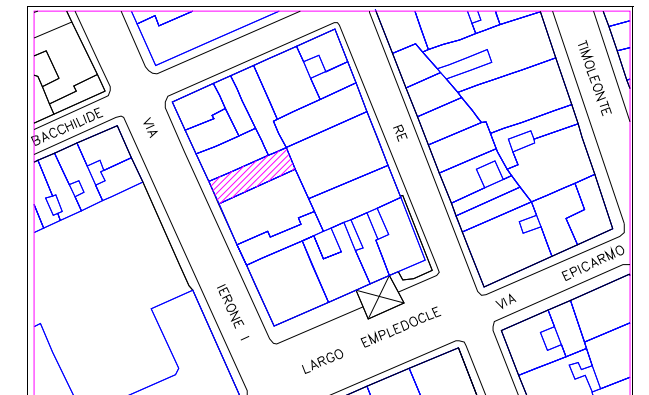 TIMOLEONTE
BACCHILIDE
VIA
RE
IERONE I
VIA
EPICARMO
LARGO EMPLEDOCLE